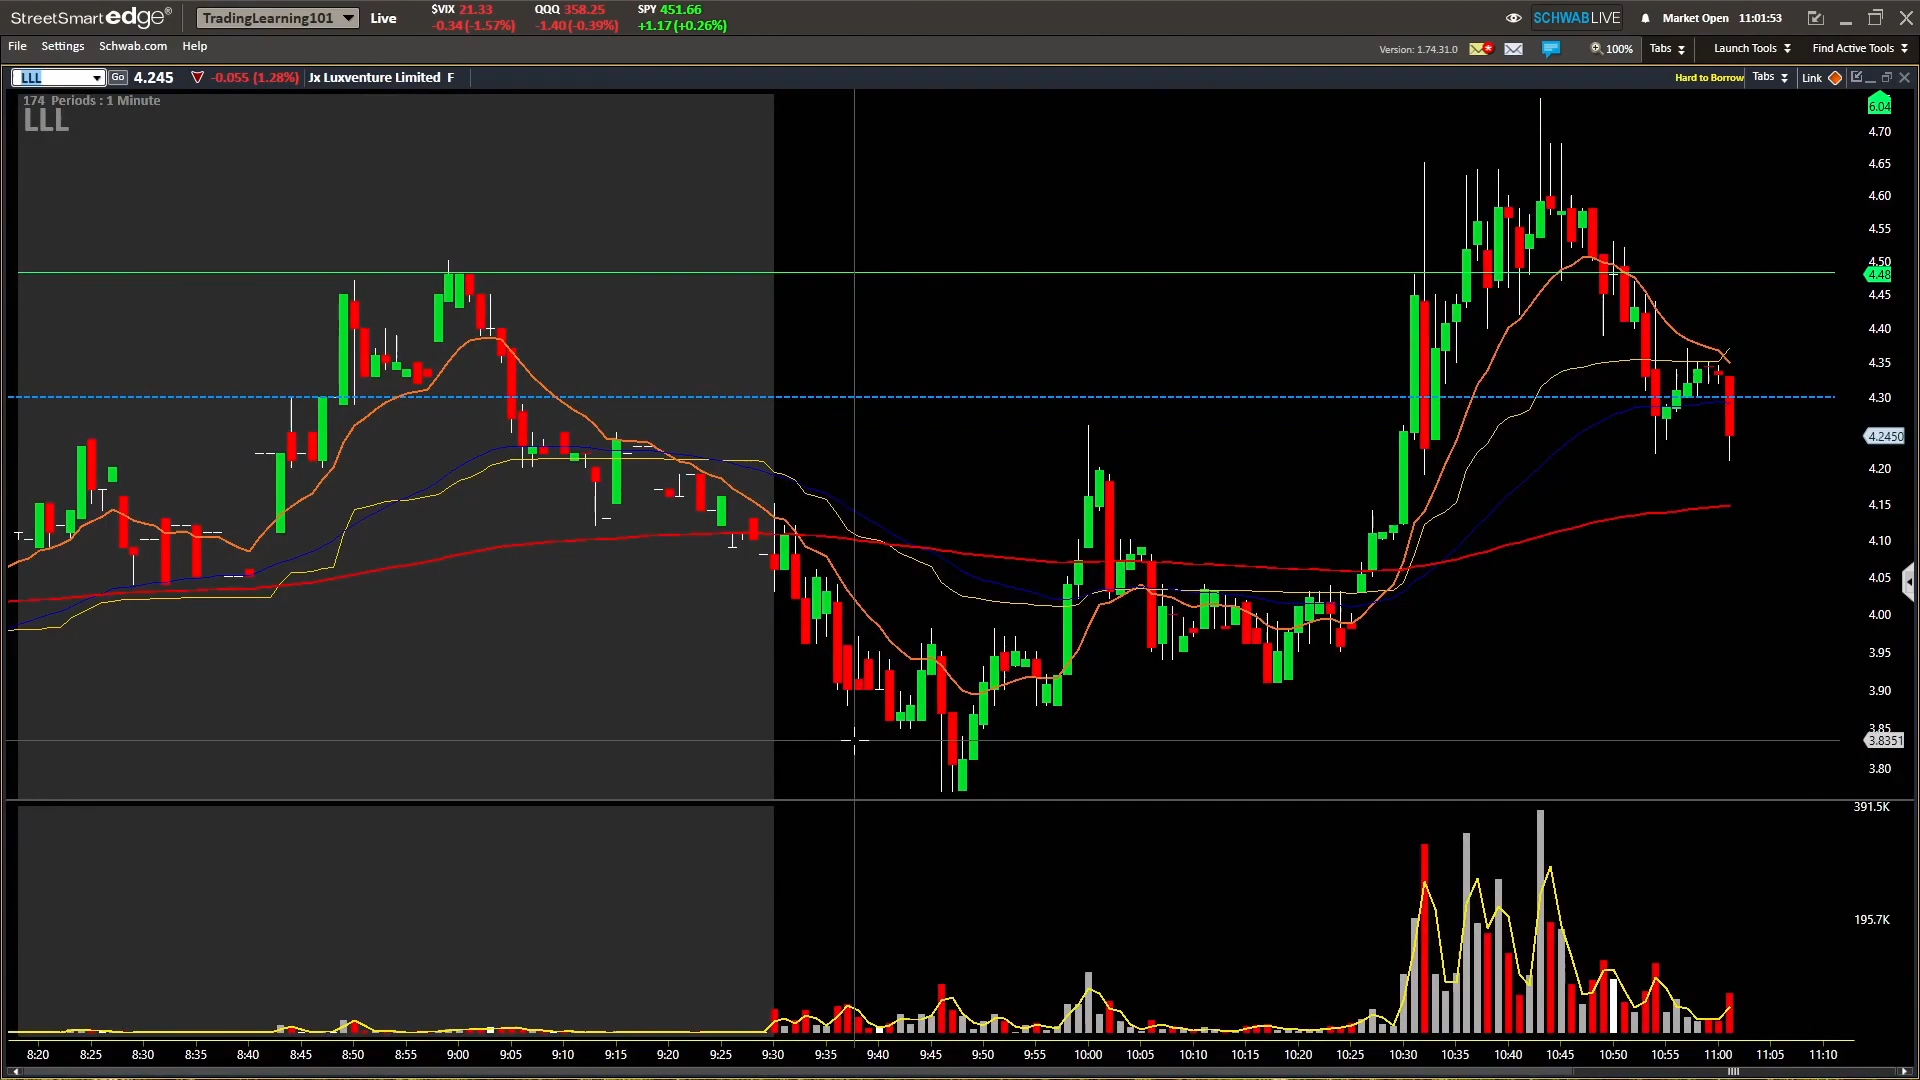 StreetSmart edge® TradingLearning101 Live $VIX 21.33 QQQ 358.25 SPY 451.66 SCHWABLIVE Market Open 11:01:53
-0.34 (-1.57%) -1.40 (-0.39%) +1.17 (+0.26%)
File Settings Schwab.com Help Version: 1.74.31.0 100% Tabs Launch Tools Find Active Tools
LLL Go 4.245 -0.055 (1.28%) Jx Luxventure Limited F Hard to Borrow Tabs Link
174 Periods : 1 Minute
LLL
6.04
4.70
4.65
4.60
4.55
4.50
4.48
4.45
4.40
4.35
4.30
4.2450
4.20
4.15
4.10
4.05
4.00
3.95
3.90
3.85
3.8351
3.80
391.5K
195.7K
8:20 8:25 8:30 8:35 8:40 8:45 8:50 8:55 9:00 9:05 9:10 9:15 9:20 9:25 9:30 9:35 9:40 9:45 9:50 9:55 10:00 10:05 10:10 10:15 10:20 10:25 10:30 10:35 10:40 10:45 10:50 10:55 11:00 11:05 11:10